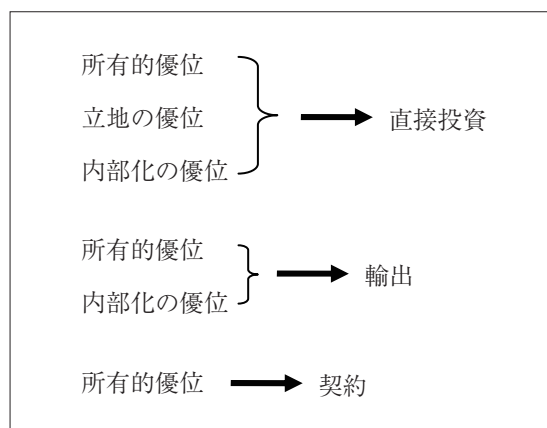 所有的優位
立地の優位
内部化の優位
直接投資
所有的優位
内部化の優位
輸出
所有的優位
契約